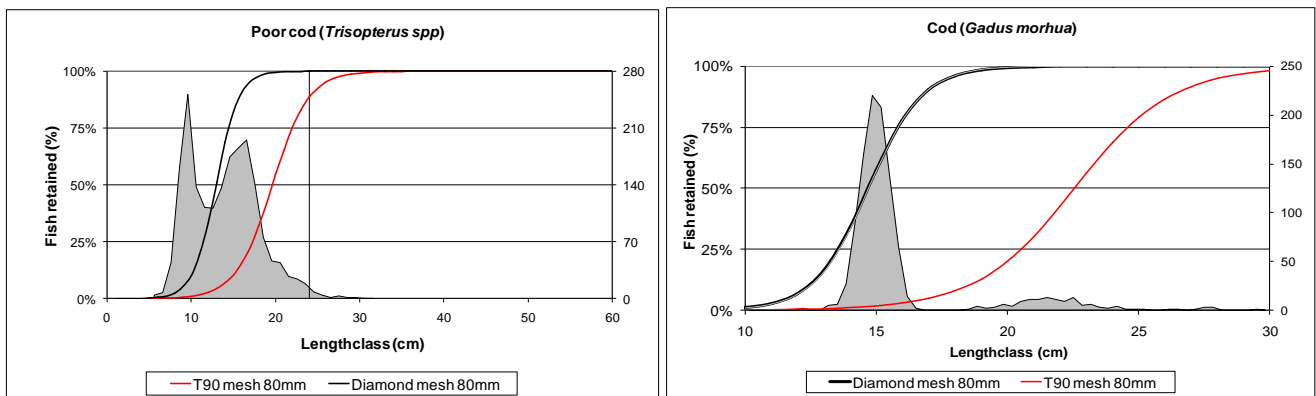 Poor cod (Trisopterus spp)
100%
75%
50%
25%
0%
Fish retained (%)
280
210
140
70
0
0 10 20 30 40 50 60
Lengthclass (cm)
T90 mesh 80mm Diamond mesh 80mm
Cod (Gadus morhua)
100%
75%
50%
25%
0%
Fish retained (%)
250
200
150
100
50
0
10 15 20 25 30
Lengthclass (cm)
Diamond mesh 80mm T90 mesh 80mm